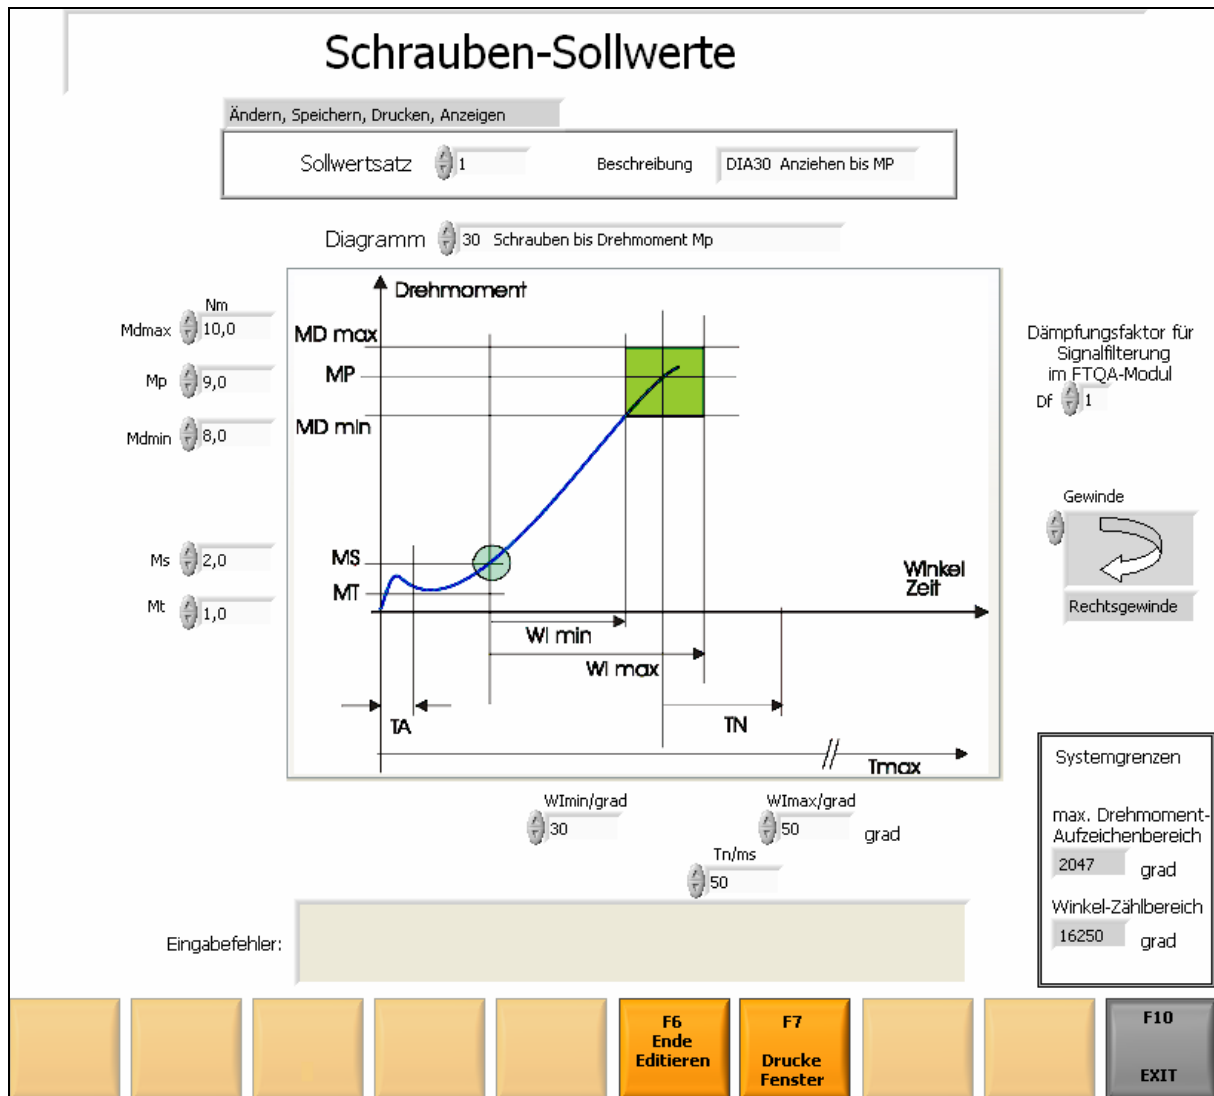 Schrauben-Sollwerte
Ändern, Speichern, Drucken, Anzeigen
Sollwertsatz 1 Beschreibung DIA30 Anziehen bis MP
Diagramm 30 Schrauben bis Drehmoment Mp
Nm
Mdmax 10,0
Mp 9,0
Mdmin 8,0
Ms 2,0
Mt 1,0
Drehmoment
MD max
MP
MD min
MS
MT
Winkel
Zeit
WI min
WI max
TA
TN
Tmax
Dämpfungsfaktor für
Signalfilterung
im FTQA-Modul
Df 1
Gewinde
Rechtsgewinde
WImin/grad
30
WImax/grad
50 grad
Tn/ms
50
Systemgrenzen
max. Drehmoment-
Aufzeichenbereich
2047 grad
Winkel-Zählbereich
16250 grad
Eingabefehler:
F6
Ende
Editieren
F7
Drucke
Fenster
F10
EXIT